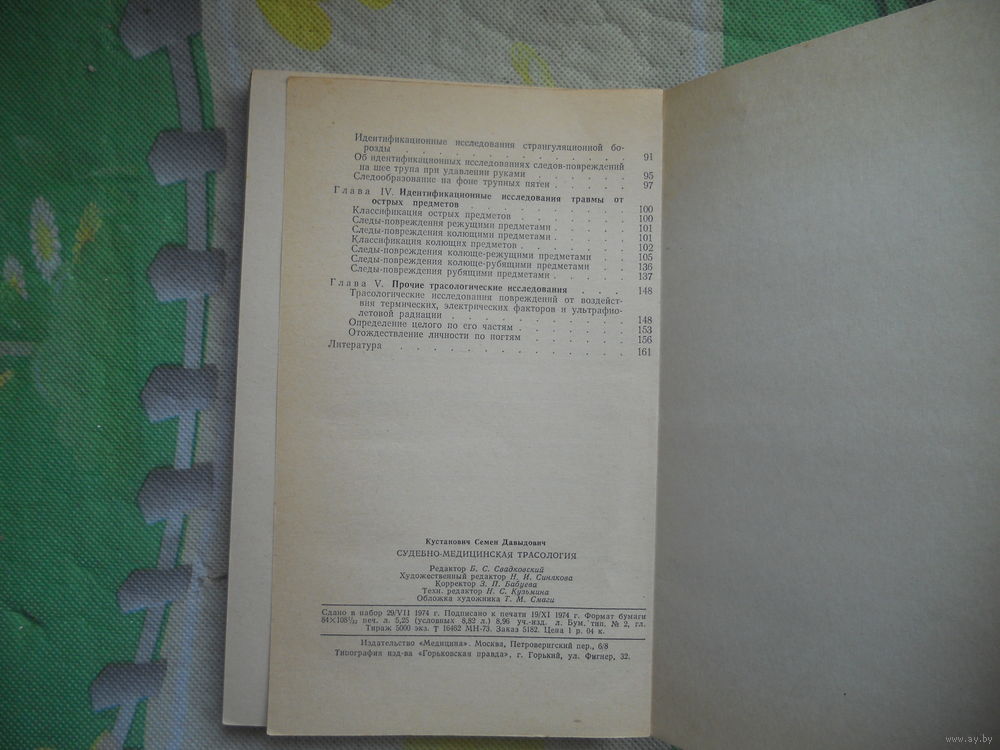 Идентификационные исследования странгуляционной бо-
розды . . . . . . . . . . . . . . 91
Об идентификационных исследованиях следов-повреждений
на шее трупа при удавлении руками . . . . . . 95
Следообразование на фоне трупных пятен . . . . . 97
Глава IV. Идентификационные исследования травмы от
острых предметов . . . . . . . . . 100
Классификация острых предметов . . . . . . 100
Следы-повреждения режущими предметами . . . . 101
Следы-повреждения колющими предметами . . . . 101
Классификация колющих предметов . . . . . . 102
Следы-повреждения колюще-режущими предметами . . 105
Следы-повреждения колюще-рубящими предметами . . 136
Следы-повреждения рубящими предметами . . . . 137
Глава V. Прочие трасологические исследования . . . 148
Трасологические исследования повреждений от воздейст-
вия термических, электрических факторов и ультрафио-
летовой радиации . . . . . . . . . . 148
Определение целого по его частям . . . . . . 153
Отождествление личности по ногтям . . . . . . 156
Литература . . . . . . . . . . . . . 161
Кустанович Семен Давыдович
СУДЕБНО-МЕДИЦИНСКАЯ ТРАСОЛОГИЯ
Редактор Б. С. Свадковский
Художественный редактор Н. И. Синякова
Корректор З. П. Бабуева
Техн. редактор Н. С. Кузьмина
Обложка художника Т. М. Смаги
Сдано в набор 29/VII 1974 г. Подписано к печати 19/XI 1974 г. Формат бумаги
84×108¹/₃₂ печ. л. 5,25 (условных 8,82 л.) 8,96 уч.-изд. л. Бум. тип. № 2, гл.
Тираж 5000 экз. Т 16462 МН-73. Заказ 5182. Цена 1 р. 04 к.
Издательство «Медицина». Москва, Петроверигский пер., 6/8
Типография изд-ва «Горьковская правда», г. Горький, ул. Фигнер, 32.
www.ay.by